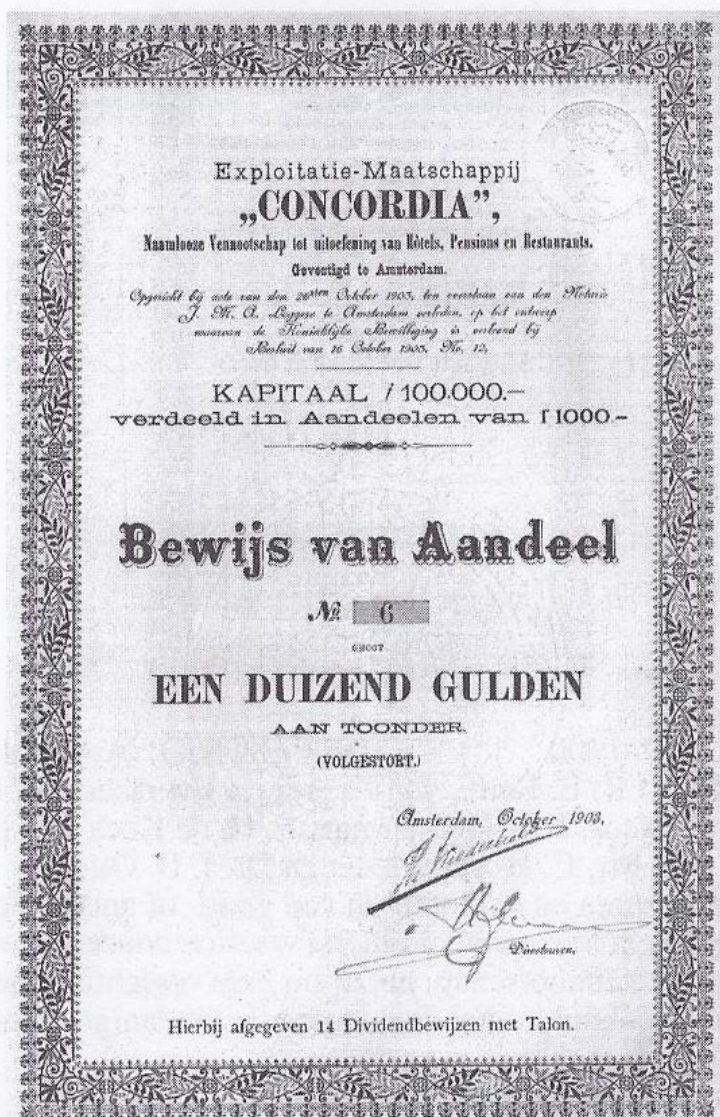 Exploitatie-Maatschappij
„CONCORDIA”,
Naamlooze Vennootschap tot uitoefening van Hôtels, Pensions en Restaurants.
Gevestigd te Amsterdam.
Opgericht bij acte van den 26sten October 1903, ten overstaan van den Notaris
J. M. A. Léggers te Amsterdam verleden, op het ontwerp
waarvan de Koninklijke Bewilliging is verleend bij
Besluit van 16 October 1903, No. 12,
KAPITAAL f 100.000.–
verdeeld in Aandeelen van f 1000–
Bewijs van Aandeel
№ 6
GROOT
EEN DUIZEND GULDEN
AAN TOONDER.
(VOLGESTORT.)
Amsterdam, October 1903,
Directeuren.
Hierbij afgegeven 14 Dividendbewijzen met Talon.